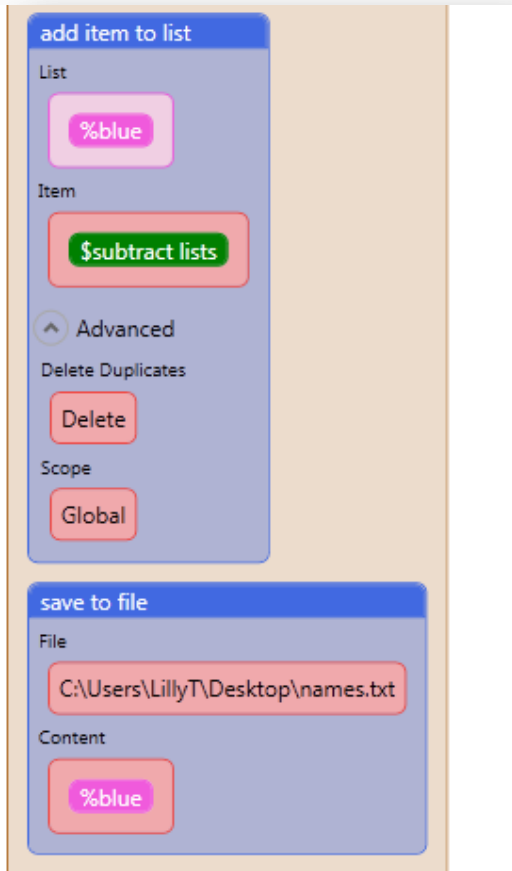 add item to list
List
%blue
Item
$subtract lists
Advanced
Delete Duplicates
Delete
Scope
Global
save to file
File
C:\Users\LillyT\Desktop\names.txt
Content
%blue